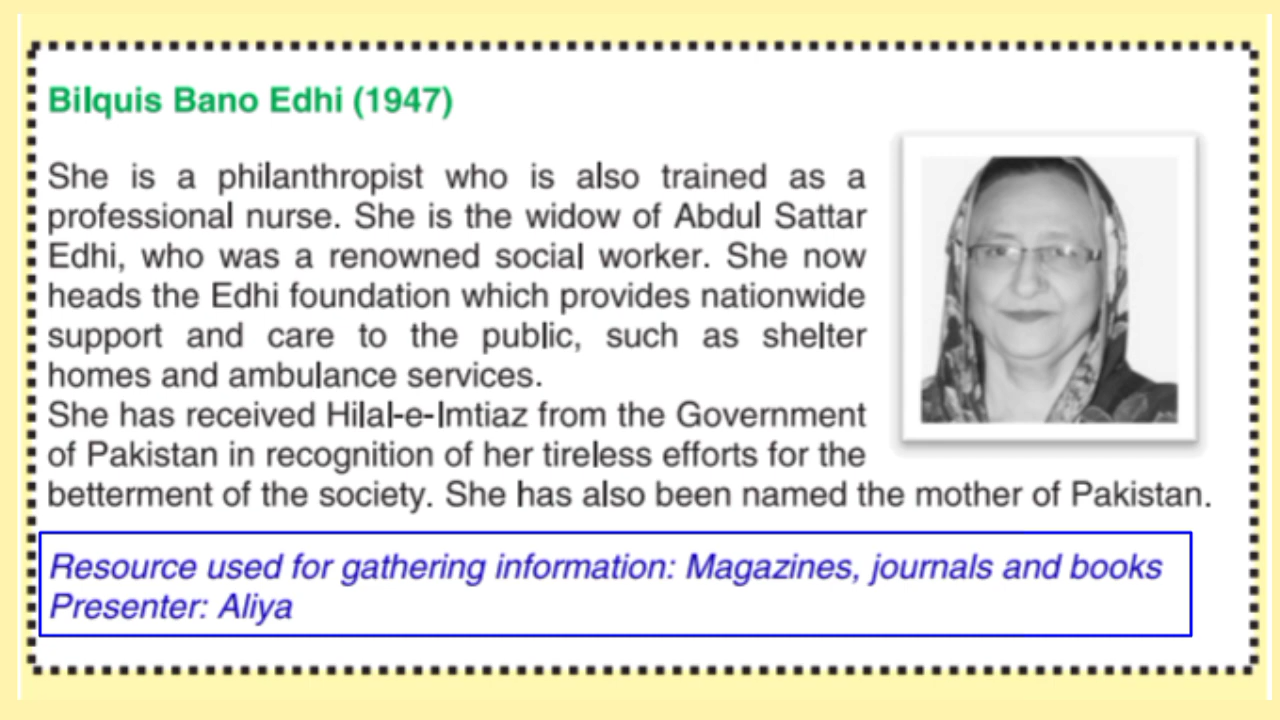 Bilquis Bano Edhi (1947)
She is a philanthropist who is also trained as a
professional nurse. She is the widow of Abdul Sattar
Edhi, who was a renowned social worker. She now
heads the Edhi foundation which provides nationwide
support and care to the public, such as shelter
homes and ambulance services.
She has received Hilal-e-Imtiaz from the Government
of Pakistan in recognition of her tireless efforts for the
betterment of the society. She has also been named the mother of Pakistan.
Resource used for gathering information: Magazines, journals and books
Presenter: Aliya